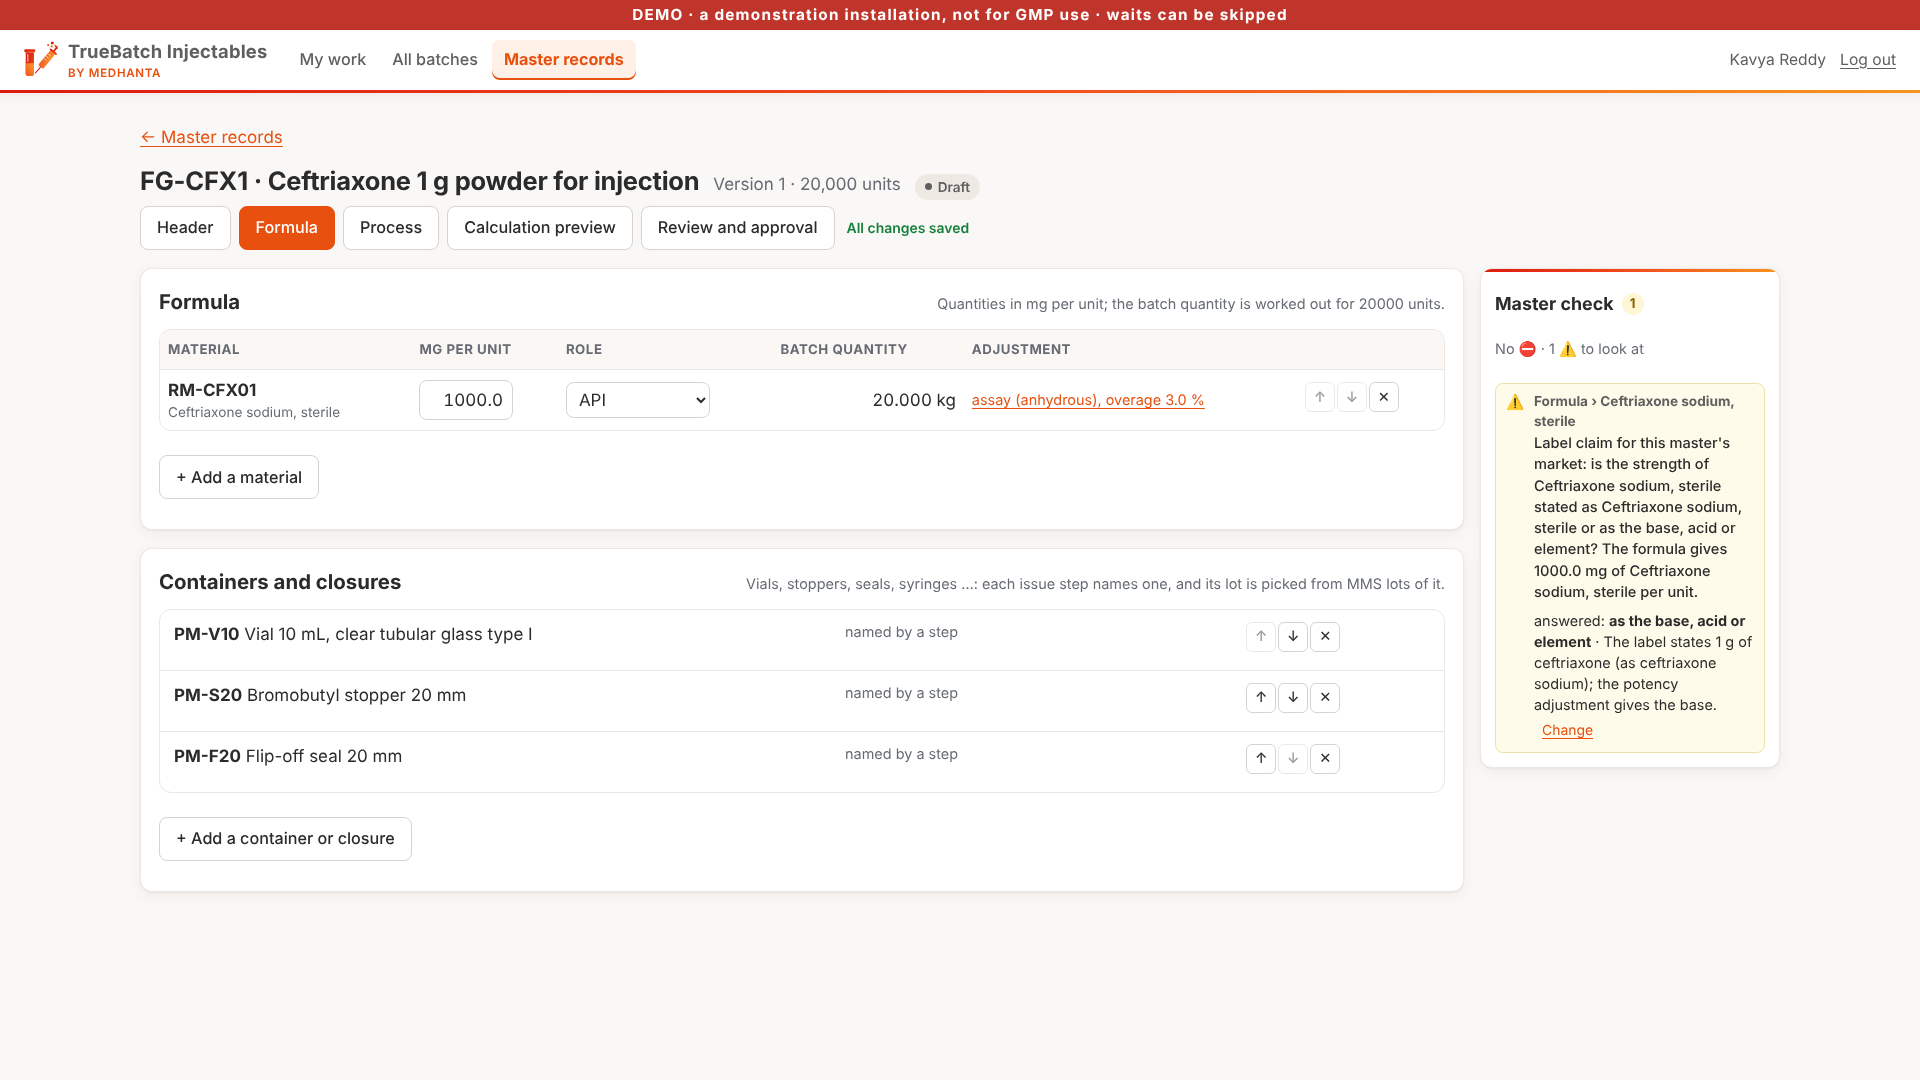 DEMO · a demonstration installation, not for GMP use · waits can be skipped
TrueBatch Injectables
BY MEDHANTA
My work
All batches
Master records
Kavya Reddy
Log out
← Master records
FG-CFX1 · Ceftriaxone 1 g powder for injection
Version 1 · 20,000 units
● Draft
Header
Formula
Process
Calculation preview
Review and approval
All changes saved
Formula
Quantities in mg per unit; the batch quantity is worked out for 20000 units.
MATERIAL
MG PER UNIT
ROLE
BATCH QUANTITY
ADJUSTMENT
RM-CFX01
Ceftriaxone sodium, sterile
1000.0
API
20.000 kg
assay (anhydrous), overage 3.0 %
↑ ↓ ✕
+ Add a material
Containers and closures
Vials, stoppers, seals, syringes ...: each issue step names one, and its lot is picked from MMS lots of it.
PM-V10 Vial 10 mL, clear tubular glass type I
named by a step
↑ ↓ ✕
PM-S20 Bromobutyl stopper 20 mm
named by a step
↑ ↓ ✕
PM-F20 Flip-off seal 20 mm
named by a step
↑ ↓ ✕
+ Add a container or closure
Master check 1
No ⛔ · 1 ⚠️ to look at
⚠️ Formula › Ceftriaxone sodium,
sterile
Label claim for this master's
market: is the strength of
Ceftriaxone sodium, sterile
stated as Ceftriaxone sodium,
sterile or as the base, acid or
element? The formula gives
1000.0 mg of Ceftriaxone
sodium, sterile per unit.
answered: as the base, acid or
element · The label states 1 g of
ceftriaxone (as ceftriaxone
sodium); the potency
adjustment gives the base.
Change